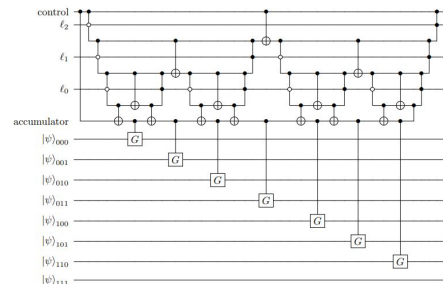 control
ℓ₂
ℓ₁
ℓ₀
accumulator
|ψ⟩₀₀₀
G
|ψ⟩₀₀₁
G
|ψ⟩₀₁₀
G
|ψ⟩₀₁₁
G
|ψ⟩₁₀₀
G
|ψ⟩₁₀₁
G
|ψ⟩₁₁₀
G
|ψ⟩₁₁₁